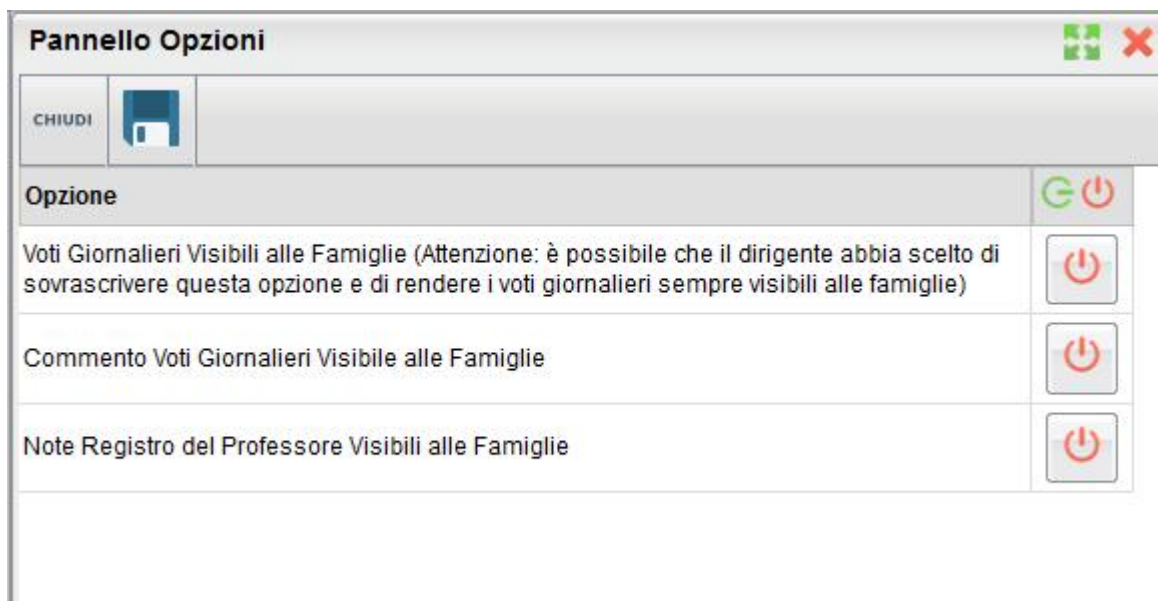 Pannello Opzioni
CHIUDI
Opzione
Voti Giornalieri Visibili alle Famiglie (Attenzione: è possibile che il dirigente abbia scelto di
sovrascrivere questa opzione e di rendere i voti giornalieri sempre visibili alle famiglie)
Commento Voti Giornalieri Visibile alle Famiglie
Note Registro del Professore Visibili alle Famiglie